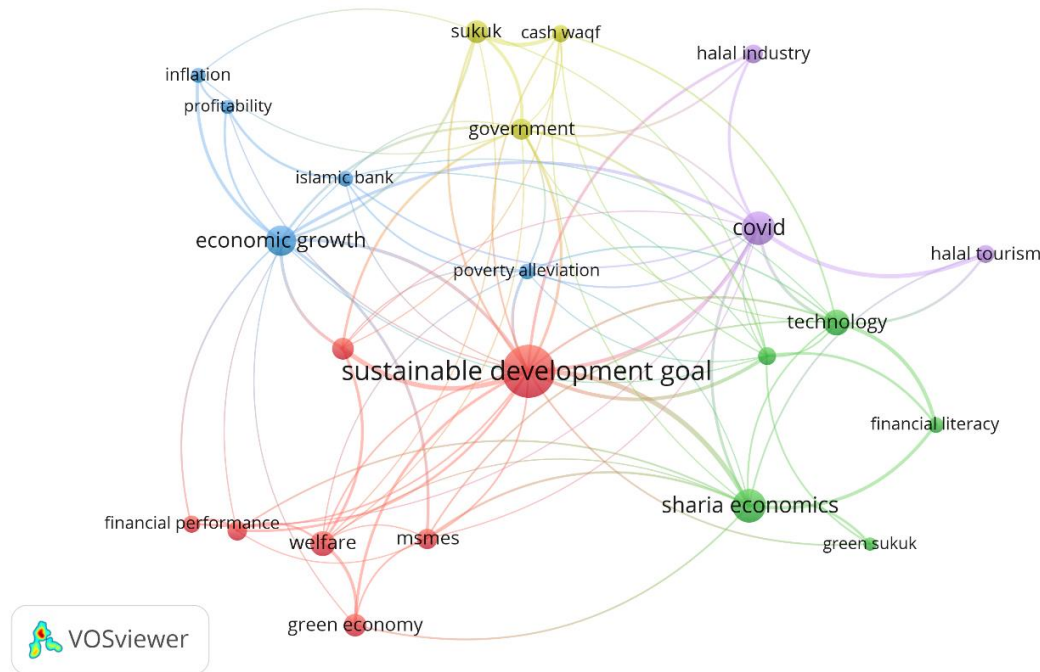 sukuk
cash waqf
halal industry
inflation
profitability
government
islamic bank
covid
economic growth
halal tourism
poverty alleviation
technology
sustainable development goal
financial literacy
sharia economics
financial performance
welfare
msmes
green sukuk
green economy
VOSviewer